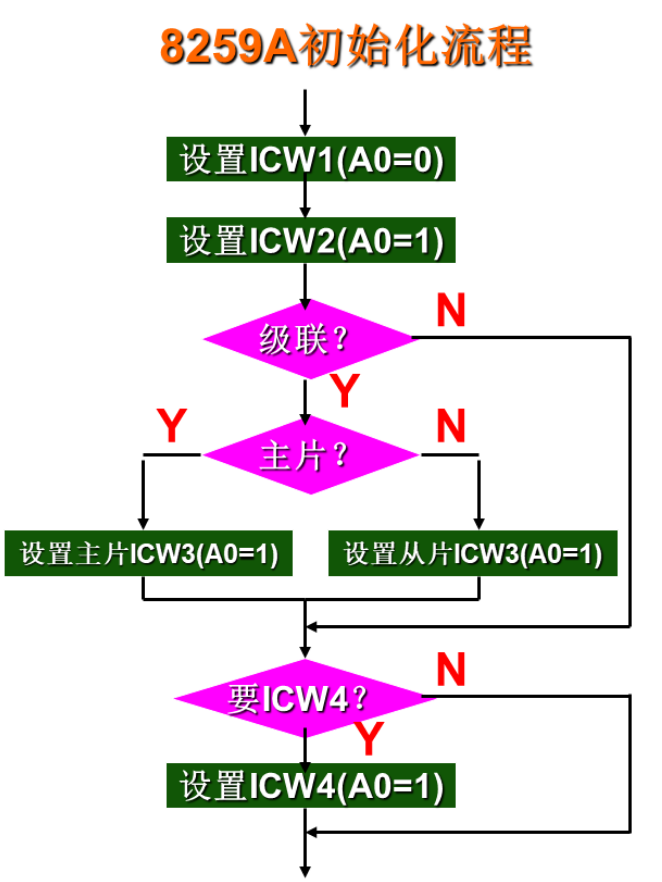 8259A初始化流程
设置ICW1(A0=0)
设置ICW2(A0=1)
N
级联？
Y
Y
N
主片？
设置主片ICW3(A0=1)
设置从片ICW3(A0=1)
N
要ICW4？
Y
设置ICW4(A0=1)